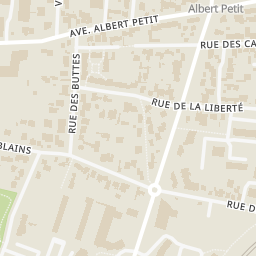 Albert Petit
AVE. ALBERT PETIT
RUE DES CA
RUE DES BUTTES
RUE DE LA LIBERTÉ
BLAINS
RUE D